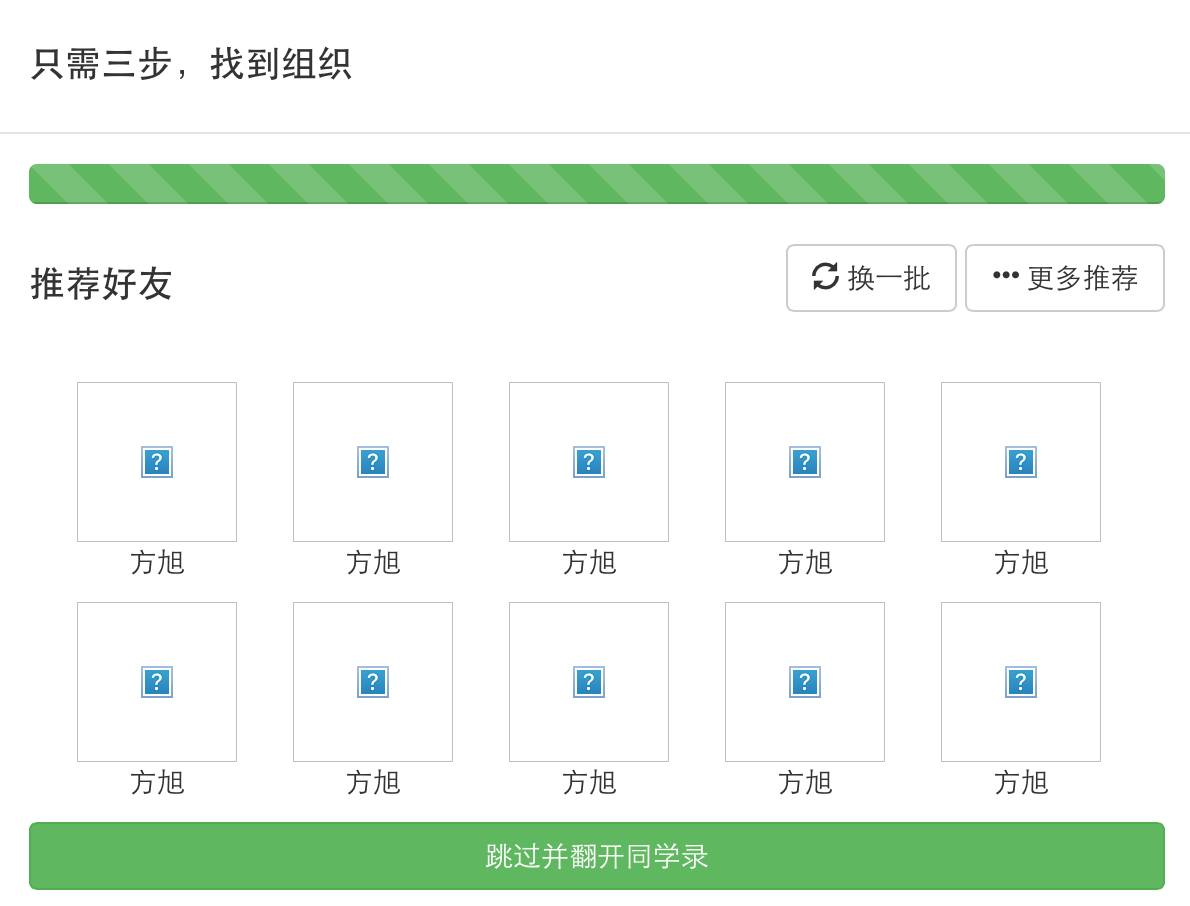 只需三步，找到组织
推荐好友
换一批
••• 更多推荐
? ? ? ? ?
方旭 方旭 方旭 方旭 方旭
? ? ? ? ?
方旭 方旭 方旭 方旭 方旭
跳过并翻开同学录